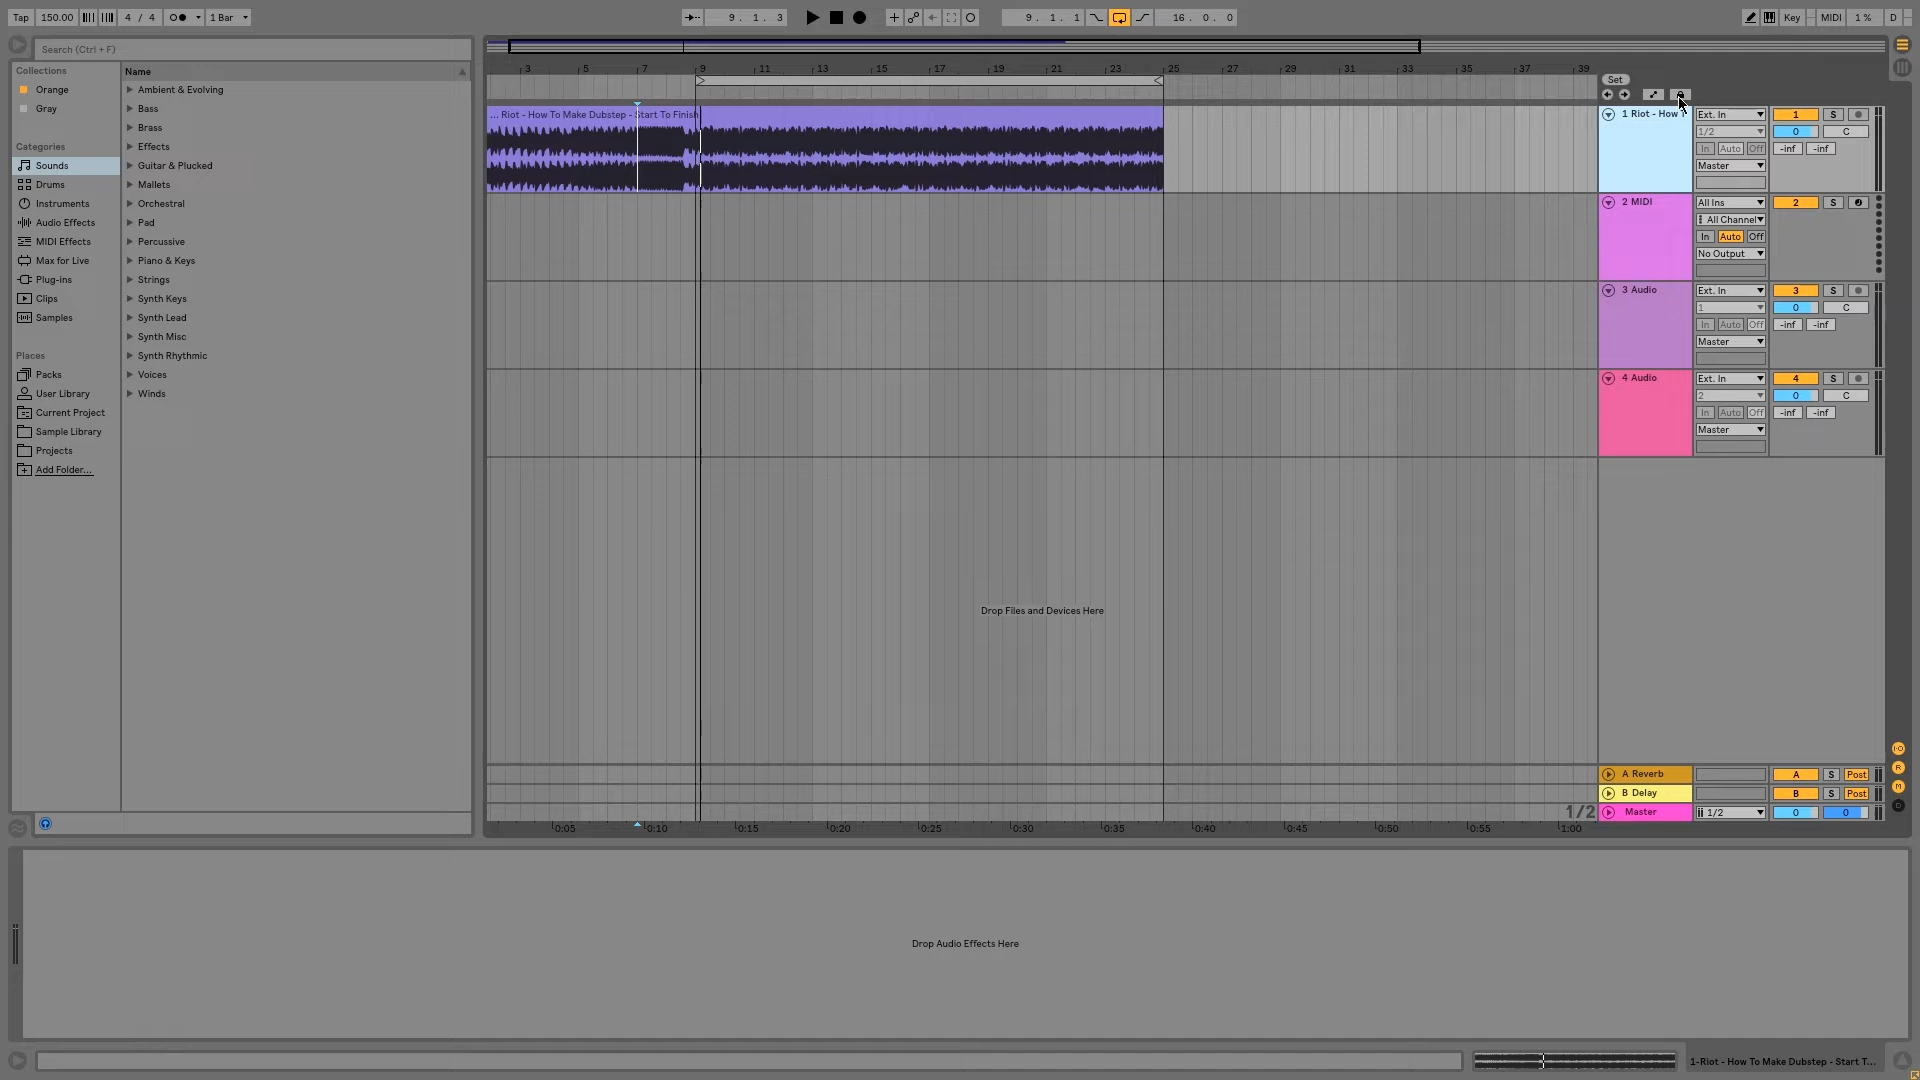 Tap 150.00 4 / 4 1 Bar 9 . 1 . 3 9 . 1 . 1 16 . 0 . 0 Key MIDI 1 % D
Search (Ctrl + F)
Collections
Orange
Gray
Categories
Sounds
Drums
Instruments
Audio Effects
MIDI Effects
Max for Live
Plug-ins
Clips
Samples
Places
Packs
User Library
Current Project
Sample Library
Projects
Add Folder...
Name
Ambient & Evolving
Bass
Brass
Effects
Guitar & Plucked
Mallets
Orchestral
Pad
Percussive
Piano & Keys
Strings
Synth Keys
Synth Lead
Synth Misc
Synth Rhythmic
Voices
Winds
3 5 7 9 11 13 15 17 19 21 23 25 27 29 31 33 35 37 39
Set
... Riot - How To Make Dubstep - Start To Finish
1 Riot - How T
Ext. In 1 S
1/2 0 C
In Auto Off -inf -inf
Master
2 MIDI
All Ins 2 S
All Channel
In Auto Off
No Output
3 Audio
Ext. In 3 S
1 0 C
In Auto Off -inf -inf
Master
4 Audio
Ext. In 4 S
2 0 C
In Auto Off -inf -inf
Master
Drop Files and Devices Here
A Reverb A S Post
B Delay B S Post
1/2 Master 1/2 0 0
I·O
R
M
D
0:05 0:10 0:15 0:20 0:25 0:30 0:35 0:40 0:45 0:50 0:55 1:00
Drop Audio Effects Here
1-Riot - How To Make Dubstep - Start T...